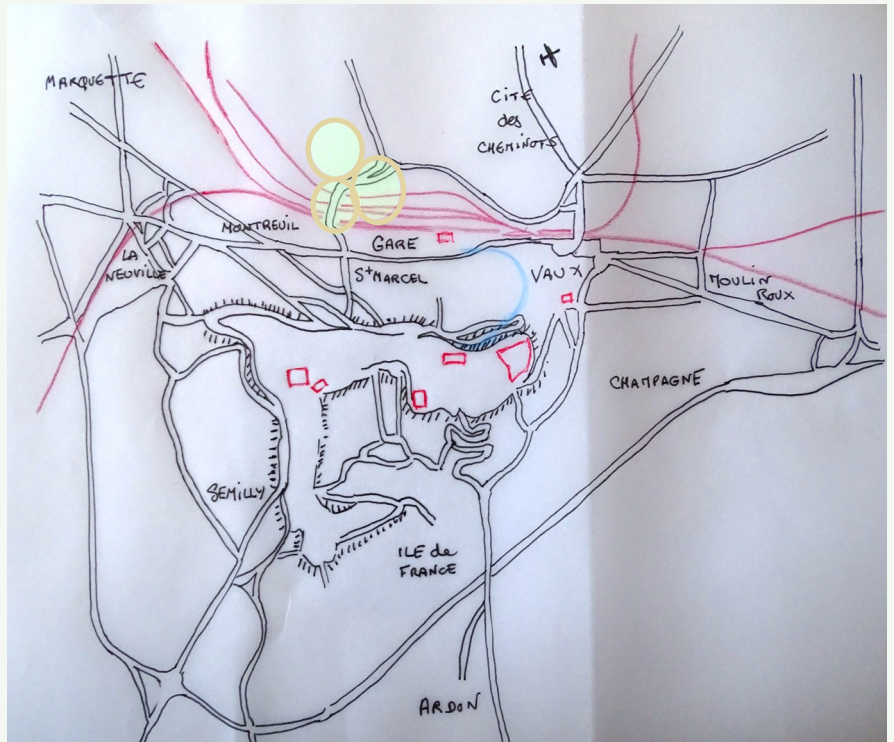 MARQUETTE
CITE
des
CHEMINOTS
MONTREUIL
GARE
LA
NEUVILLE
St MARCEL
VAUX
MOULIN
ROUX
CHAMPAGNE
SEMILLY
ILE de
FRANCE
ARDON